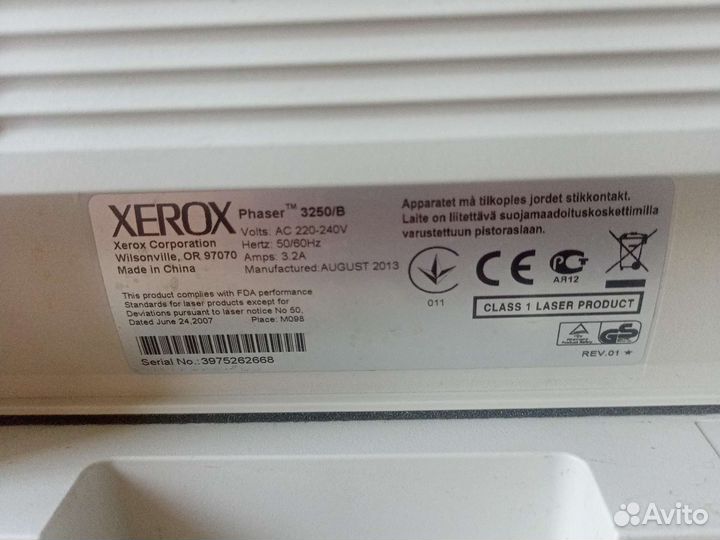 XEROX Phaser™ 3250/B
Xerox Corporation
Wilsonville, OR 97070
Made in China
Volts: AC 220-240V
Hertz: 50/60Hz
Amps: 3.2A
Manufactured:AUGUST 2013
This product complies with FDA performance
Standards for laser products except for
Deviations pursuant to laser notice No 50,
Dated June 24,2007 Place: M098
Serial No.:3975262668
Apparatet må tilkoples jordet stikkontakt.
Laite on liitettävä suojamaadoituskoskettimilla
varustettuun pistorasiaan.
011
CE
АЯ12
CLASS 1 LASER PRODUCT
GS
REV.01 ★
Avito